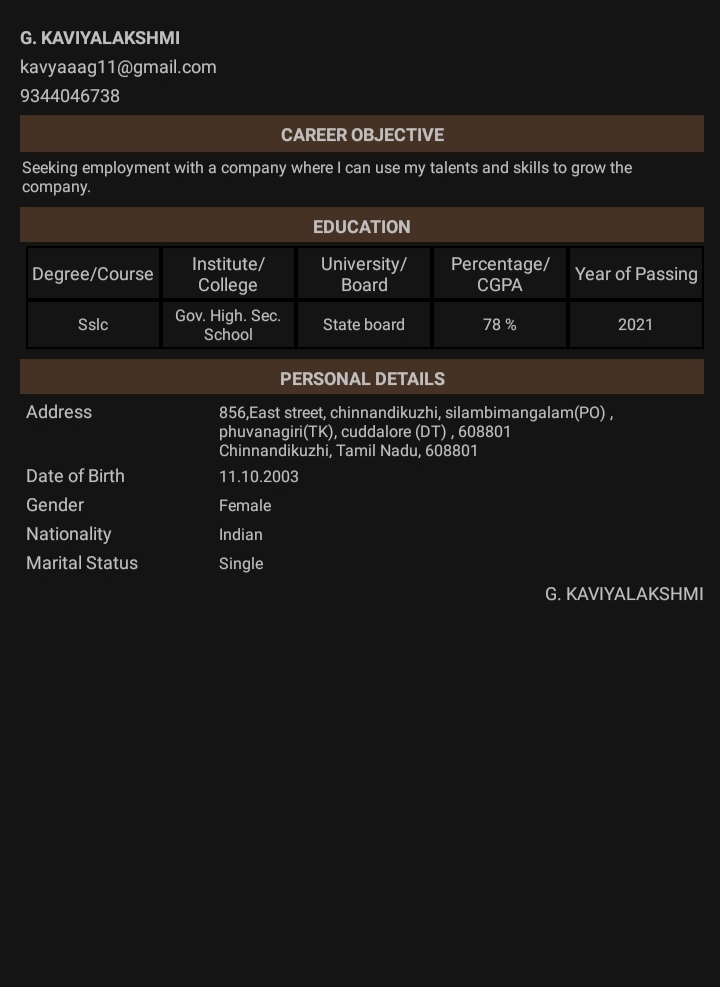 G. KAVIYALAKSHMI
kavyaaag11@gmail.com
9344046738
CAREER OBJECTIVE
Seeking employment with a company where I can use my talents and skills to grow the
company.
EDUCATION
Degree/Course Institute/ College University/ Board Percentage/ CGPA Year of Passing
Sslc Gov. High. Sec. School State board 78 % 2021
PERSONAL DETAILS
Address 856,East street, chinnandikuzhi, silambimangalam(PO) ,
phuvanagiri(TK), cuddalore (DT) , 608801
Chinnandikuzhi, Tamil Nadu, 608801
Date of Birth 11.10.2003
Gender Female
Nationality Indian
Marital Status Single
G. KAVIYALAKSHMI